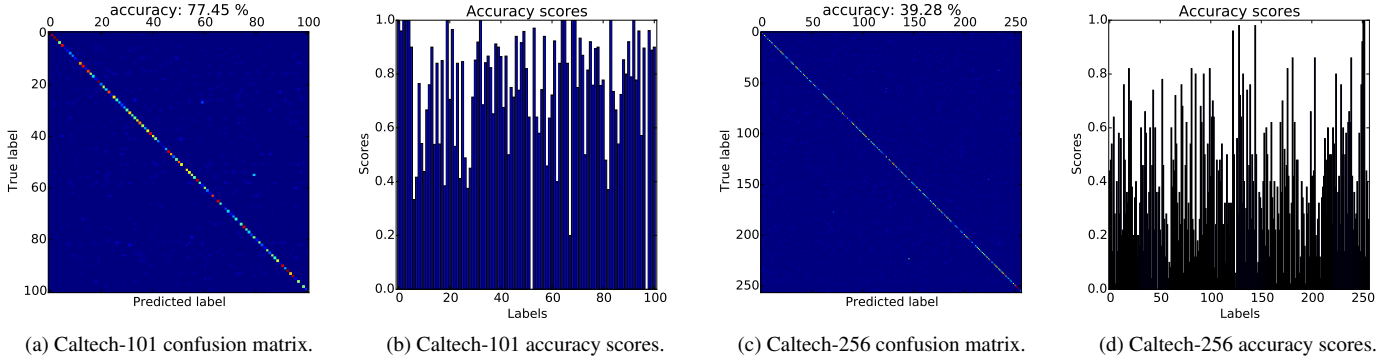 accuracy: 77.45 %
0 20 40 60 80 100
0
20
40
60
80
100
True label
Predicted label
(a) Caltech-101 confusion matrix.
Accuracy scores
1.0
0.8
0.6
0.4
0.2
0.0
Scores
0 20 40 60 80 100
Labels
(b) Caltech-101 accuracy scores.
accuracy: 39.28 %
0 50 100 150 200 250
0
50
100
150
200
250
True label
Predicted label
(c) Caltech-256 confusion matrix.
Accuracy scores
1.0
0.8
0.6
0.4
0.2
0.0
Scores
0 50 100 150 200 250
Labels
(d) Caltech-256 accuracy scores.